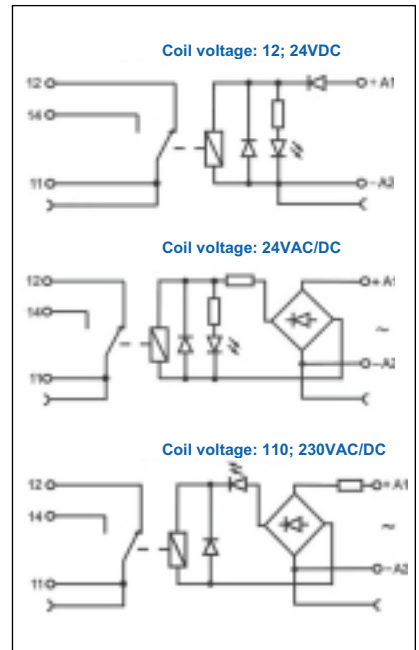 Coil voltage: 12; 24VDC
12
14
11
+ A1
− A2
Coil voltage: 24VAC/DC
12
14
11
+ A1
~
− A2
Coil voltage: 110; 230VAC/DC
12
14
11
+ A1
~
− A2